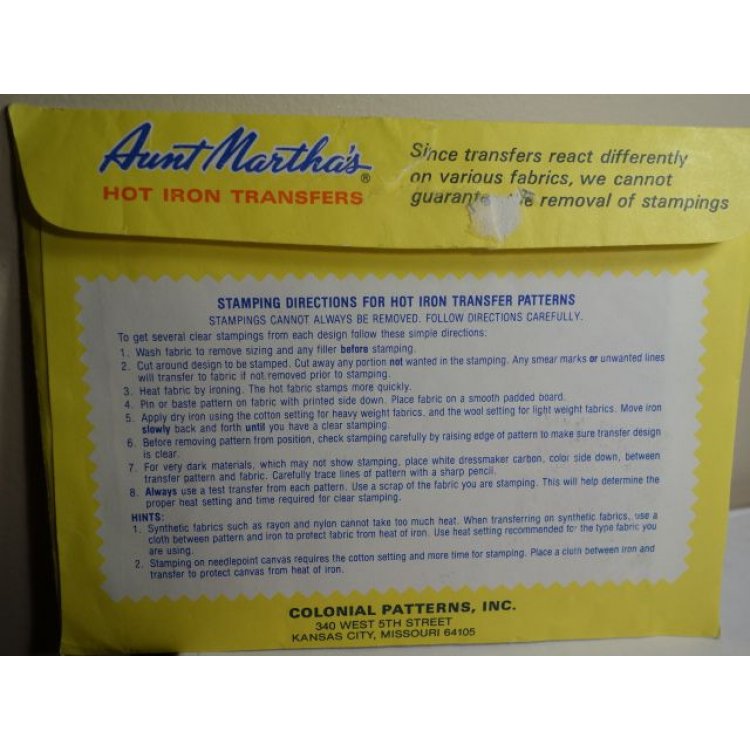 Aunt Martha's®
HOT IRON TRANSFERS
Since transfers react differently
on various fabrics, we cannot
removal of stampings
STAMPING DIRECTIONS FOR HOT IRON TRANSFER PATTERNS
STAMPINGS CANNOT ALWAYS BE REMOVED. FOLLOW DIRECTIONS CAREFULLY.
To get several clear stampings from each design follow these simple directions:
1. Wash fabric to remove sizing and any filler before stamping.
2. Cut around design to be stamped. Cut away any portion not wanted in the stamping. Any smear marks or unwanted lines
will transfer to fabric if not removed prior to stamping.
3. Heat fabric by ironing. The hot fabric stamps more quickly.
4. Pin or baste pattern on fabric with printed side down. Place fabric on a smooth padded board.
5. Apply dry iron using the cotton setting for heavy weight fabrics, and the wool setting for light weight fabrics. Move iron
slowly back and forth until you have a clear stamping.
6. Before removing pattern from position, check stamping carefully by raising edge of pattern to make sure transfer design
is clear.
7. For very dark materials, which may not show stamping, place white dressmaker carbon, color side down, between
transfer pattern and fabric. Carefully trace lines of pattern with a sharp pencil.
8. Always use a test transfer from each pattern. Use a scrap of the fabric you are stamping. This will help determine the
proper heat setting and time required for clear stamping.
HINTS:
1. Synthetic fabrics such as rayon and nylon cannot take too much heat. When transferring on synthetic fabrics, use a
cloth between pattern and iron to protect fabric from heat of iron. Use heat setting recommended for the type fabric you
are using.
2. Stamping on needlepoint canvas requires the cotton setting and more time for stamping. Place a cloth between iron and
transfer to protect canvas from heat of iron.
COLONIAL PATTERNS, INC.
340 WEST 5TH STREET
KANSAS CITY, MISSOURI 64105